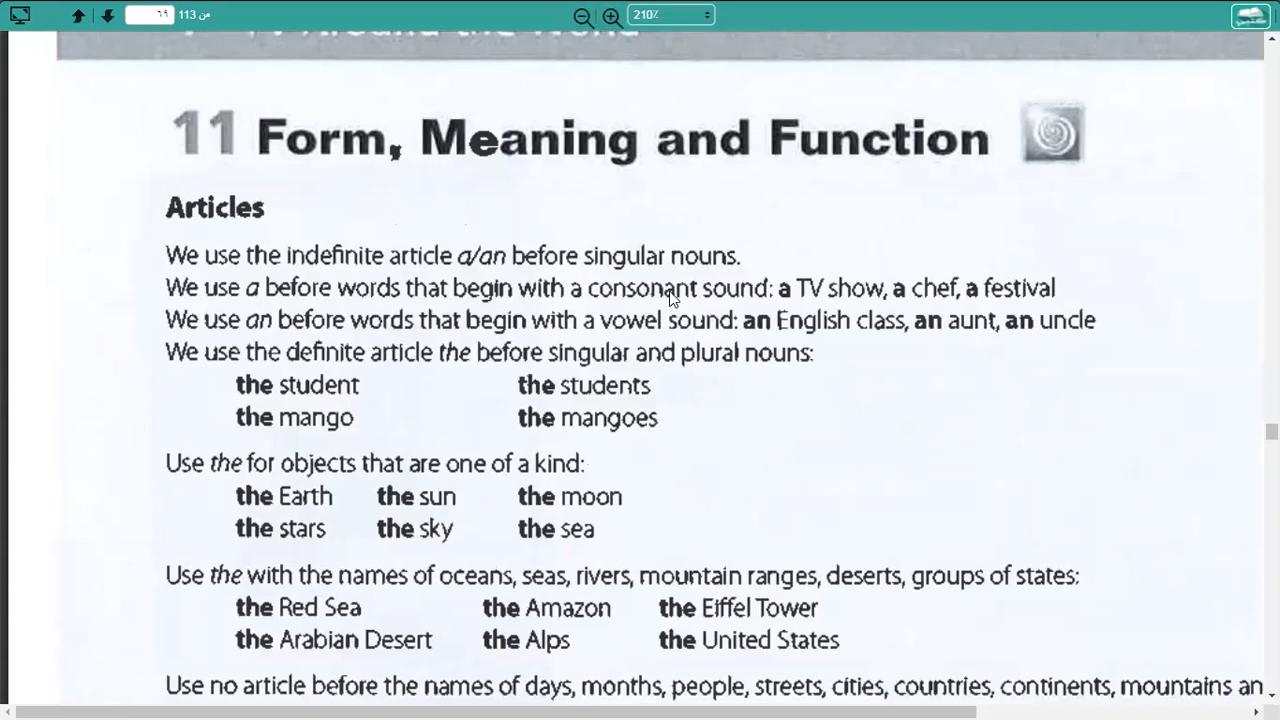 ١٩ من 113
210٪
11 Form, Meaning and Function
Articles
We use the indefinite article a/an before singular nouns.
We use a before words that begin with a consonant sound: a TV show, a chef, a festival
We use an before words that begin with a vowel sound: an English class, an aunt, an uncle
We use the definite article the before singular and plural nouns:
the student the students
the mango the mangoes
Use the for objects that are one of a kind:
the Earth the sun the moon
the stars the sky the sea
Use the with the names of oceans, seas, rivers, mountain ranges, deserts, groups of states:
the Red Sea the Amazon the Eiffel Tower
the Arabian Desert the Alps the United States
Use no article before the names of days, months, people, streets, cities, countries, continents, mountains an